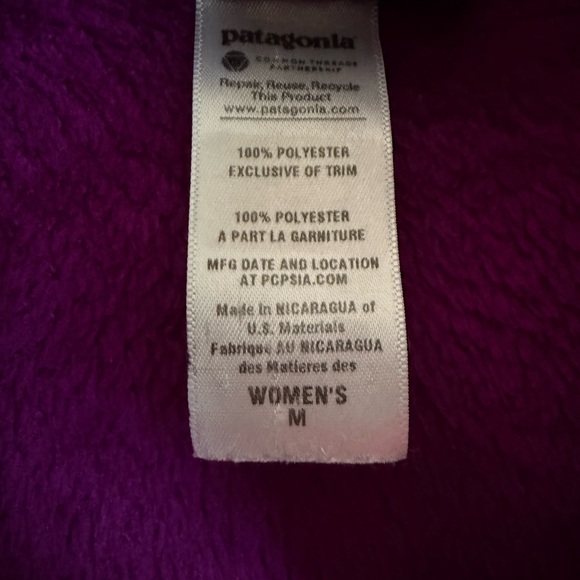 patagonia
COMMON THREADS
PARTNERSHIP
Repair, Reuse, Recycle
This Product
www.patagonia.com
100% POLYESTER
EXCLUSIVE OF TRIM
100% POLYESTER
A PART LA GARNITURE
MFG DATE AND LOCATION
AT PCPSIA.COM
Made in NICARAGUA of
U.S. Materials
Fabrique AU NICARAGUA
des Matieres des
WOMEN'S
M